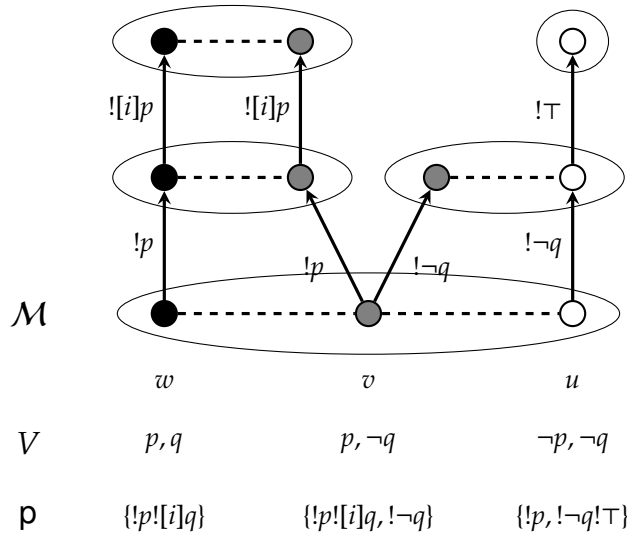 ![i]p ![i]p !⊤
!p !p !¬q !¬q
ℳ
w v u
V p, q p, ¬q ¬p, ¬q
p {!p![i]q} {!p![i]q, !¬q} {!p, !¬q!⊤}